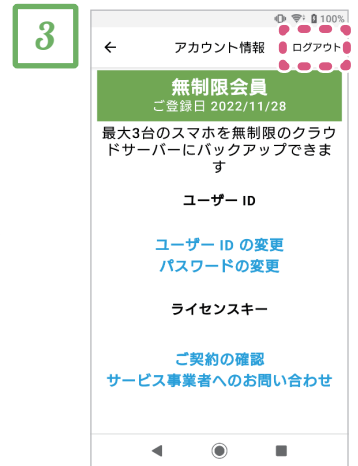 3
100%
アカウント情報
ログアウト
無制限会員
ご登録日 2022/11/28
最大3台のスマホを無制限のクラウ
ドサーバーにバックアップできま
す
ユーザー ID
ユーザー ID の変更
パスワードの変更
ライセンスキー
ご契約の確認
サービス事業者へのお問い合わせ